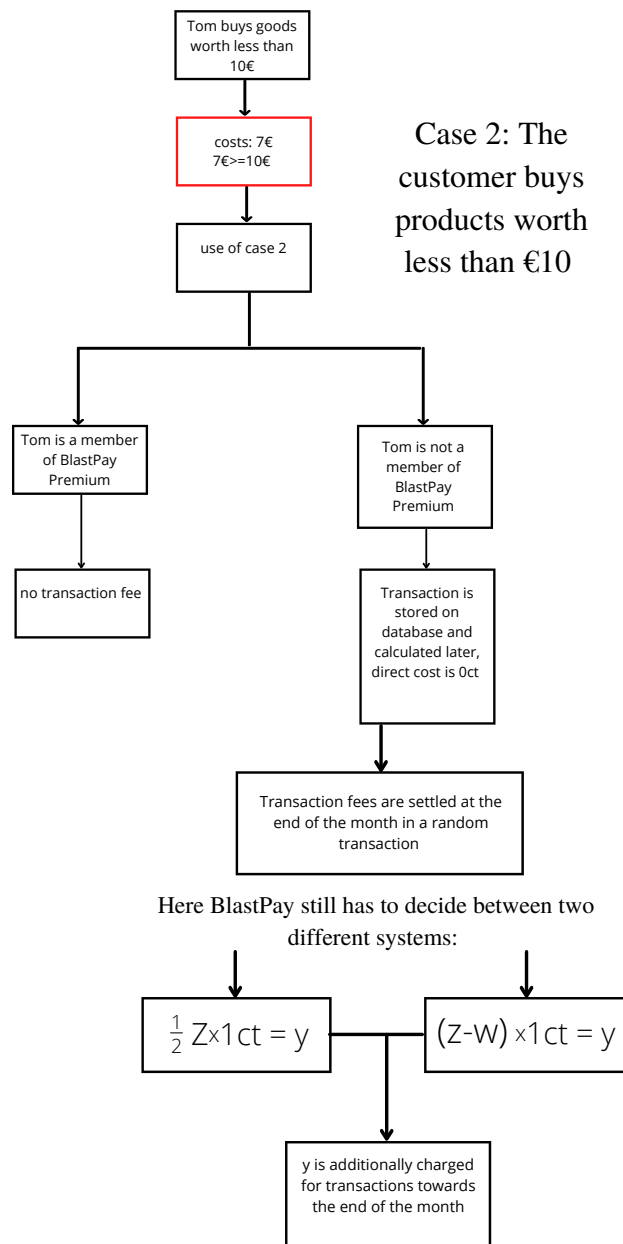 Tom buys goods
worth less than
10€
costs: 7€
7€>=10€
Case 2: The
customer buys
products worth
less than €10
use of case 2
Tom is a member
of BlastPay
Premium
Tom is not a
member of
BlastPay
Premium
no transaction fee
Transaction is
stored on
database and
calculated later,
direct cost is 0ct
Transaction fees are settled at the
end of the month in a random
transaction
Here BlastPay still has to decide between two
different systems:
½ Zx1ct = y
(z-w) x1ct = y
y is additionally charged
for transactions towards
the end of the month